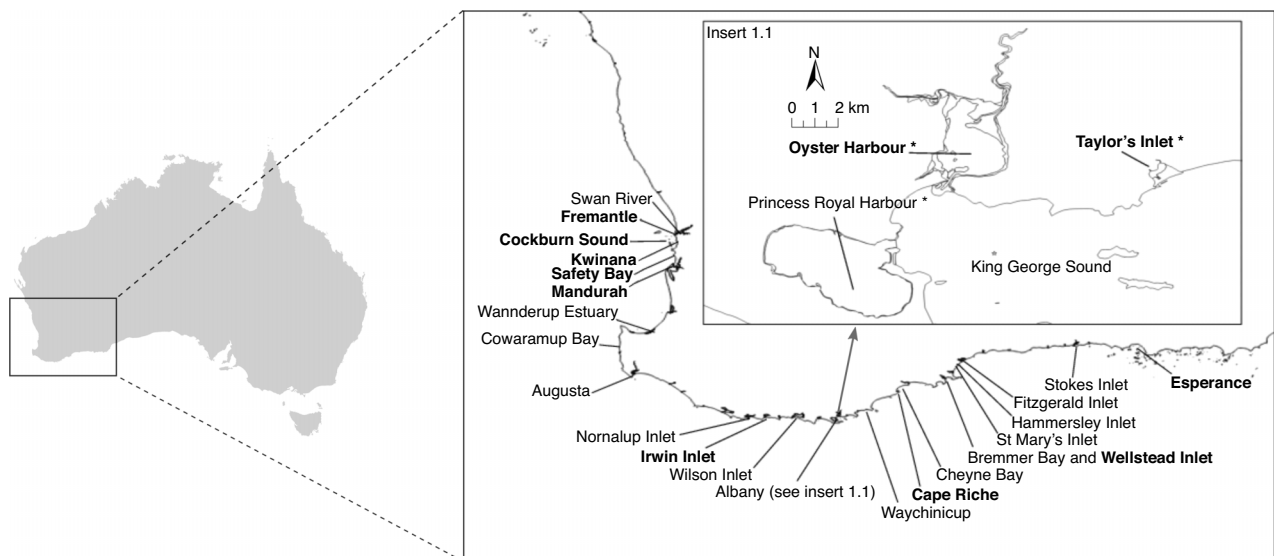 Insert 1.1
N
0 1 2 km
Oyster Harbour *
Taylor's Inlet *
Princess Royal Harbour *
*
King George Sound
Swan River
Fremantle
Cockburn Sound
Kwinana
Safety Bay
Mandurah
Wannderup Estuary
Cowaramup Bay
Augusta
Nornalup Inlet
Irwin Inlet
Wilson Inlet
Albany (see insert 1.1)
Waychinicup
Cape Riche
Cheyne Bay
Bremmer Bay and Wellstead Inlet
St Mary's Inlet
Hammersley Inlet
Fitzgerald Inlet
Stokes Inlet
Esperance